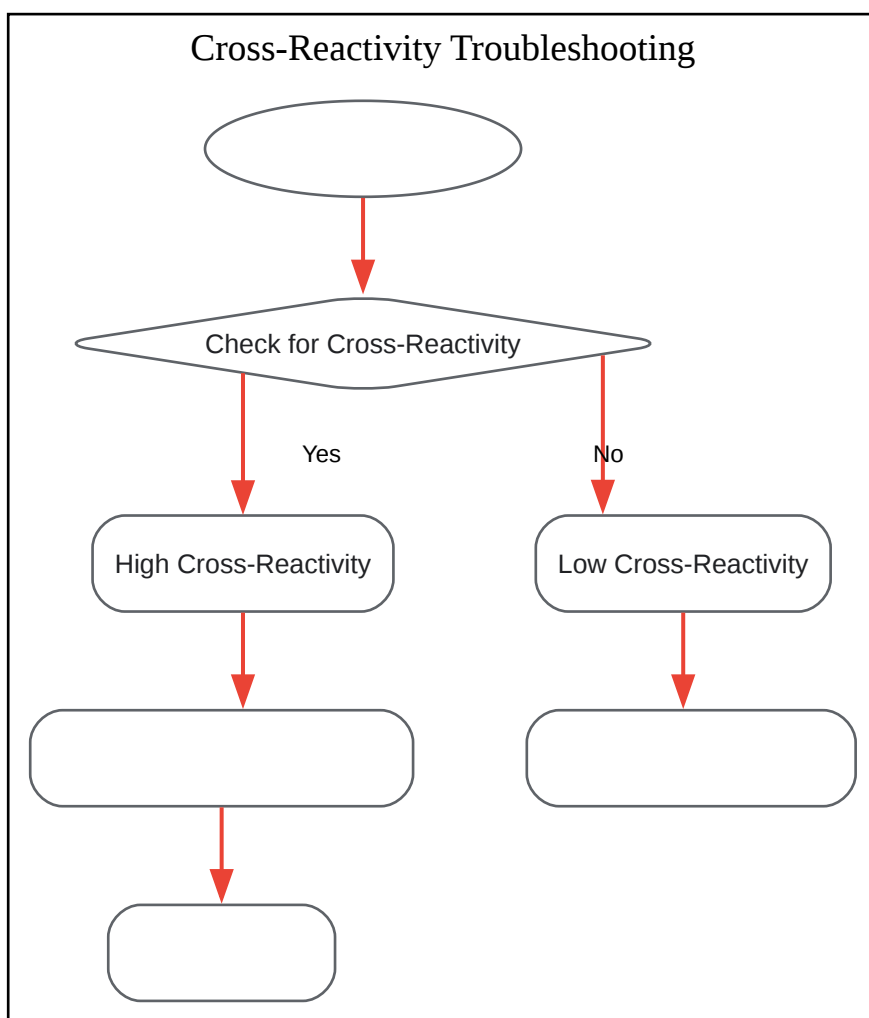 Cross-Reactivity Troubleshooting
Check for Cross-Reactivity
Yes
No
High Cross-Reactivity
Low Cross-Reactivity